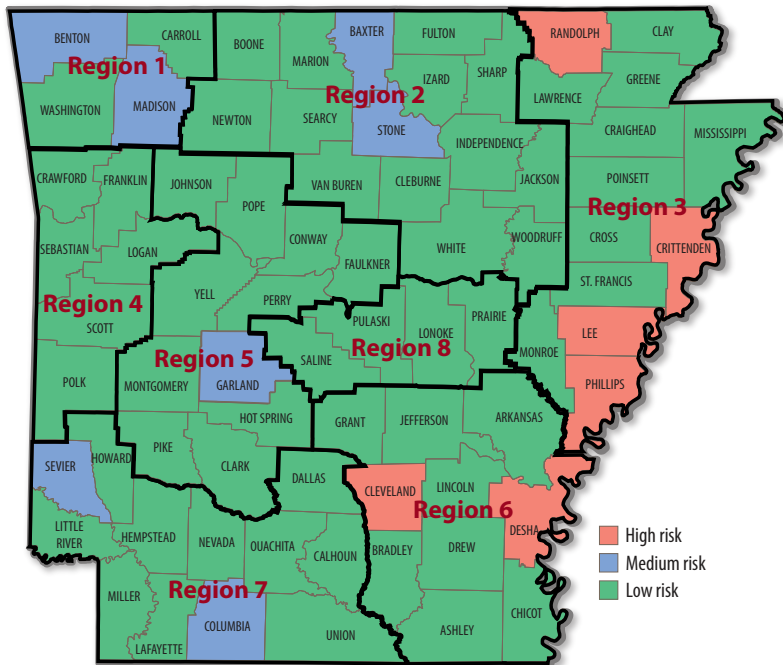 BENTON
CARROLL
BOONE
MARION
BAXTER
FULTON
RANDOLPH
CLAY
Region 1
IZARD
SHARP
GREENE
LAWRENCE
WASHINGTON
MADISON
NEWTON
SEARCY
Region 2
STONE
INDEPENDENCE
CRAIGHEAD
MISSISSIPPI
CRAWFORD
FRANKLIN
JOHNSON
POPE
VAN BUREN
CLEBURNE
JACKSON
POINSETT
Region 3
SEBASTIAN
LOGAN
CONWAY
FAULKNER
WHITE
WOODRUFF
CROSS
CRITTENDEN
ST. FRANCIS
Region 4
SCOTT
YELL
PERRY
PULASKI
LONOKE
PRAIRIE
MONROE
LEE
Region 5
SALINE
Region 8
POLK
MONTGOMERY
GARLAND
PHILLIPS
HOT SPRING
GRANT
JEFFERSON
ARKANSAS
SEVIER
HOWARD
PIKE
CLARK
DALLAS
CLEVELAND
LINCOLN
Region 6
DESHA
LITTLE
RIVER
HEMPSTEAD
NEVADA
OUACHITA
CALHOUN
BRADLEY
DREW
MILLER
Region 7
LAFAYETTE
COLUMBIA
UNION
ASHLEY
CHICOT
High risk
Medium risk
Low risk